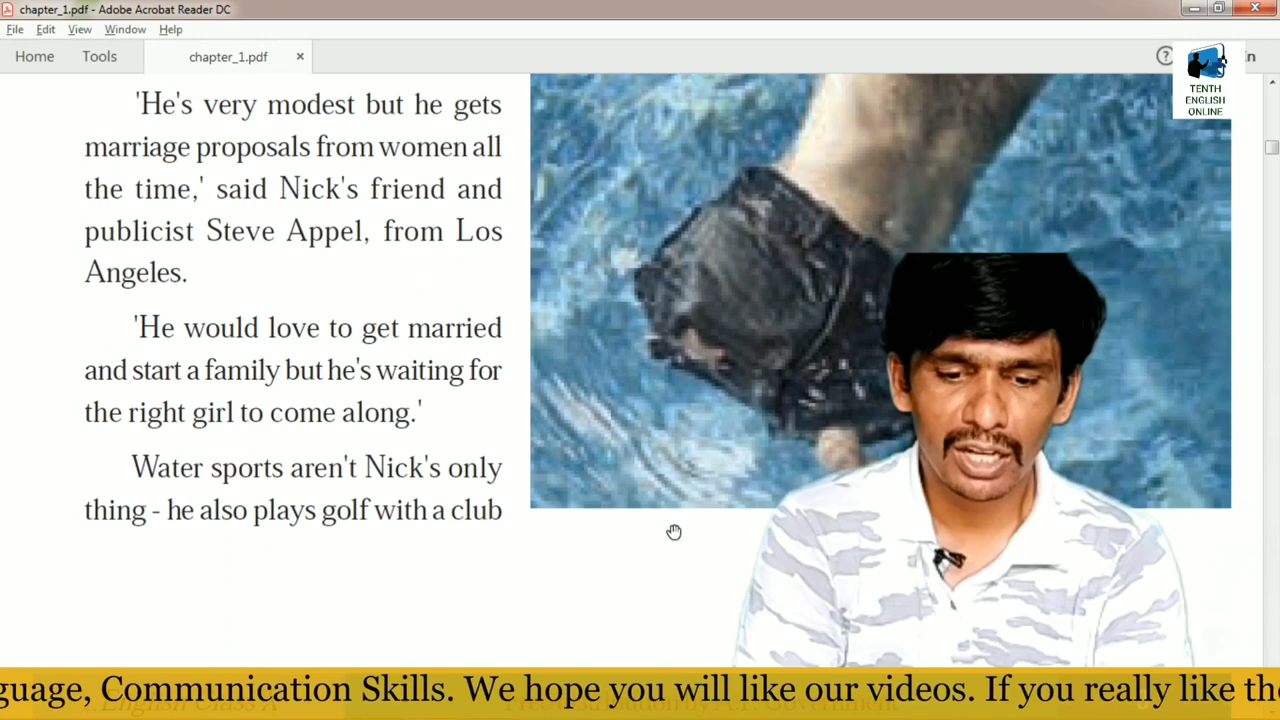 chapter_1.pdf - Adobe Acrobat Reader DC
File Edit View Window Help
Home Tools chapter_1.pdf ×
TENTH
ENGLISH
ONLINE
'He's very modest but he gets
marriage proposals from women all
the time,' said Nick's friend and
publicist Steve Appel, from Los
Angeles.
'He would love to get married
and start a family but he's waiting for
the right girl to come along.'
Water sports aren't Nick's only
thing - he also plays golf with a club
guage, Communication Skills. We hope you will like our videos. If you really like the